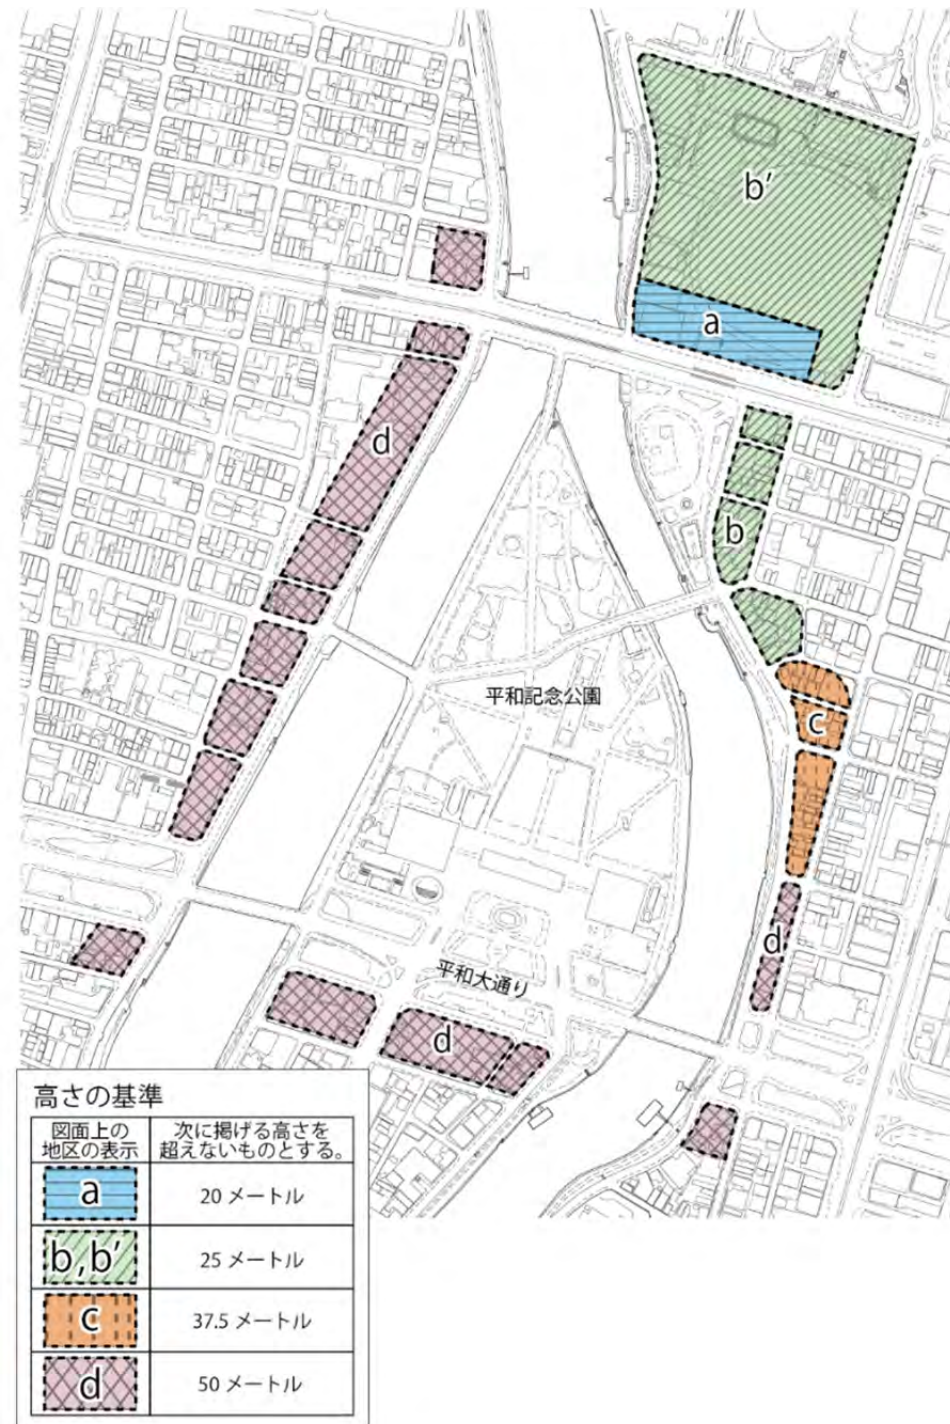 b′
a
d
b
平和記念公園
c
d
平和大通り
d
高さの基準
図面上の
地区の表示
次に掲げる高さを
超えないものとする。
a
20 メートル
b,b′
25 メートル
c
37.5 メートル
d
50 メートル